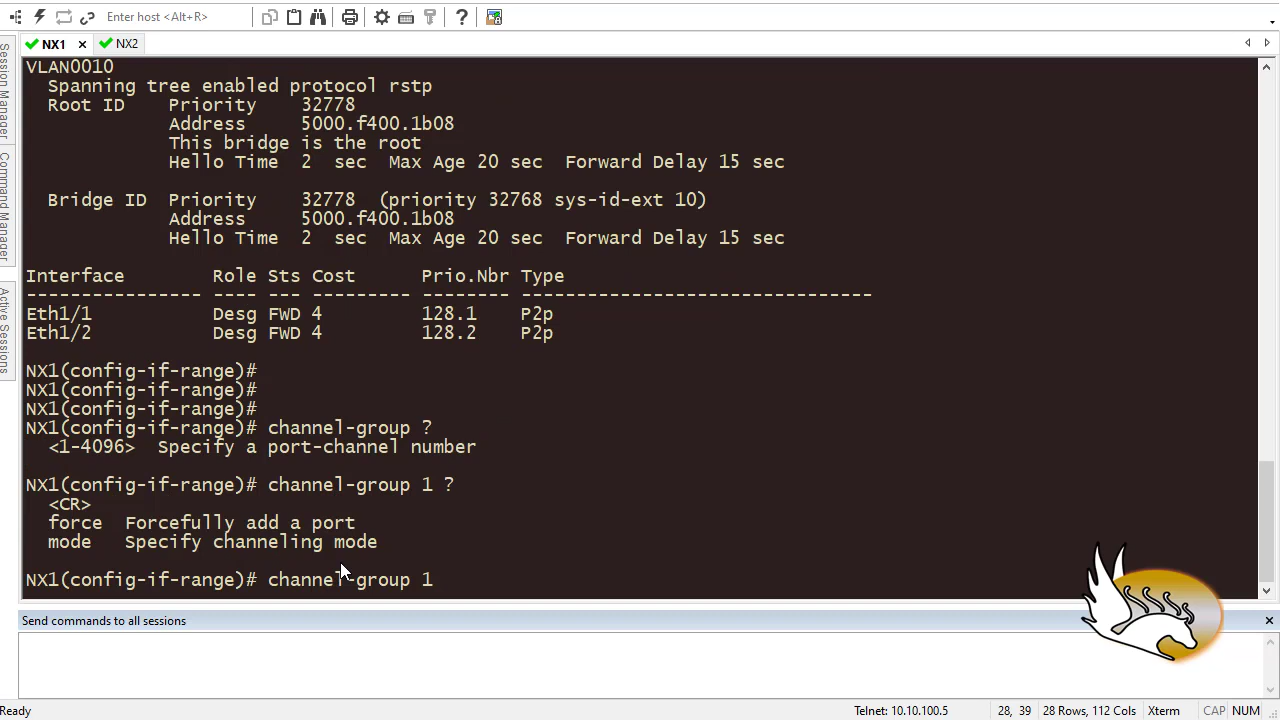 Enter host <Alt+R>
NX1
NX2
Session Manager
Command Manager
Active Sessions
VLAN0010
Spanning tree enabled protocol rstp
Root ID Priority 32778
Address 5000.f400.1b08
This bridge is the root
Hello Time 2 sec Max Age 20 sec Forward Delay 15 sec
Bridge ID Priority 32778 (priority 32768 sys-id-ext 10)
Address 5000.f400.1b08
Hello Time 2 sec Max Age 20 sec Forward Delay 15 sec
Interface Role Sts Cost Prio.Nbr Type
---------------- ---- --- --------- -------- --------------------------------
Eth1/1 Desg FWD 4 128.1 P2p
Eth1/2 Desg FWD 4 128.2 P2p
NX1(config-if-range)#
NX1(config-if-range)#
NX1(config-if-range)#
NX1(config-if-range)# channel-group ?
<1-4096> Specify a port-channel number
NX1(config-if-range)# channel-group 1 ?
<CR>
force Forcefully add a port
mode Specify channeling mode
NX1(config-if-range)# channel-group 1
Send commands to all sessions
Ready
Telnet: 10.10.100.5 28, 39 28 Rows, 112 Cols Xterm CAP NUM